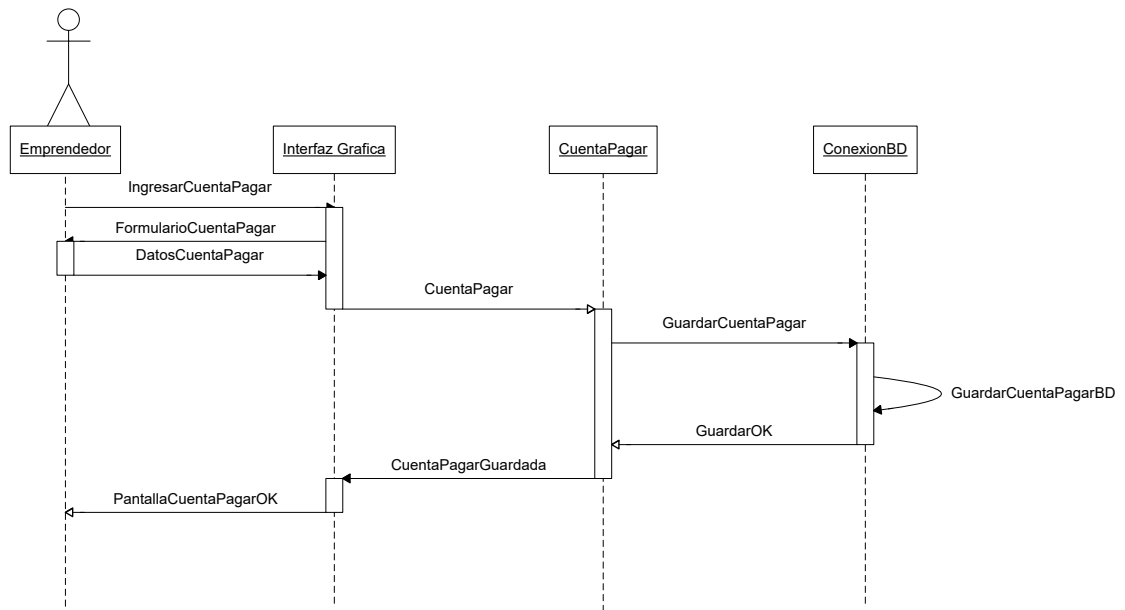 Emprendedor
Interfaz Grafica
CuentaPagar
ConexionBD
IngresarCuentaPagar
FormularioCuentaPagar
DatosCuentaPagar
CuentaPagar
GuardarCuentaPagar
GuardarCuentaPagarBD
GuardarOK
CuentaPagarGuardada
PantallaCuentaPagarOK